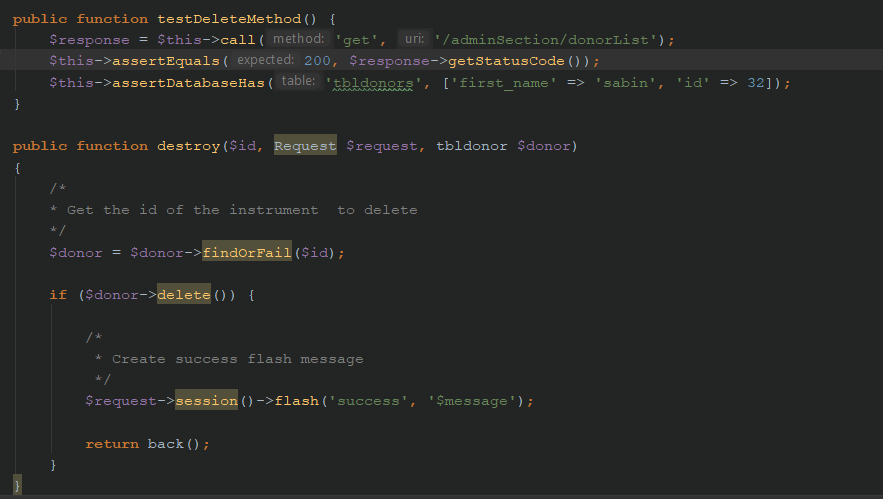 public function testDeleteMethod() {
$response = $this->call( method: 'get', uri: '/adminSection/donorList');
$this->assertEquals( expected: 200, $response->getStatusCode());
$this->assertDatabaseHas( table: 'tbldonors', ['first_name' => 'sabin', 'id' => 32]);
}
public function destroy($id, Request $request, tbldonor $donor)
{
/*
* Get the id of the instrument  to delete
*/
$donor = $donor->findOrFail($id);
if ($donor->delete()) {
/*
* Create success flash message
*/
$request->session()->flash('success', '$message');
return back();
}
}